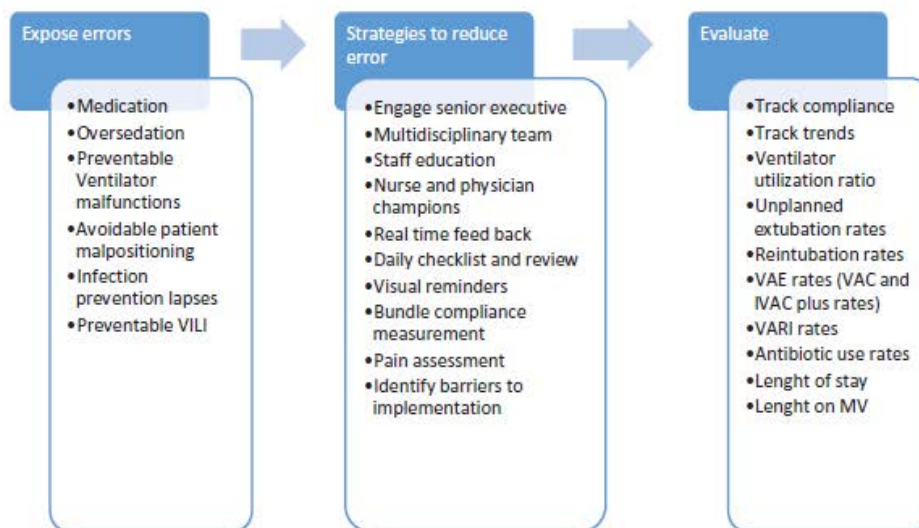 Expose errors
•Medication
•Oversedation
•Preventable
Ventilator
malfunctions
•Avoidable patient
malpositioning
•Infection
prevention lapses
•Preventable VILI
Strategies to reduce
error
•Engage senior executive
•Multidisciplinary team
•Staff education
•Nurse and physician
champions
•Real time feed back
•Daily checklist and review
•Visual reminders
•Bundle compliance
measurement
•Pain assessment
•Identify barriers to
implementation
Evaluate
•Track compliance
•Track trends
•Ventilator
utilization ratio
•Unplanned
extubation rates
•Reintubation rates
•VAE rates (VAC and
IVAC plus rates)
•VARI rates
•Antibiotic use rates
•Lenght of stay
•Lenght on MV